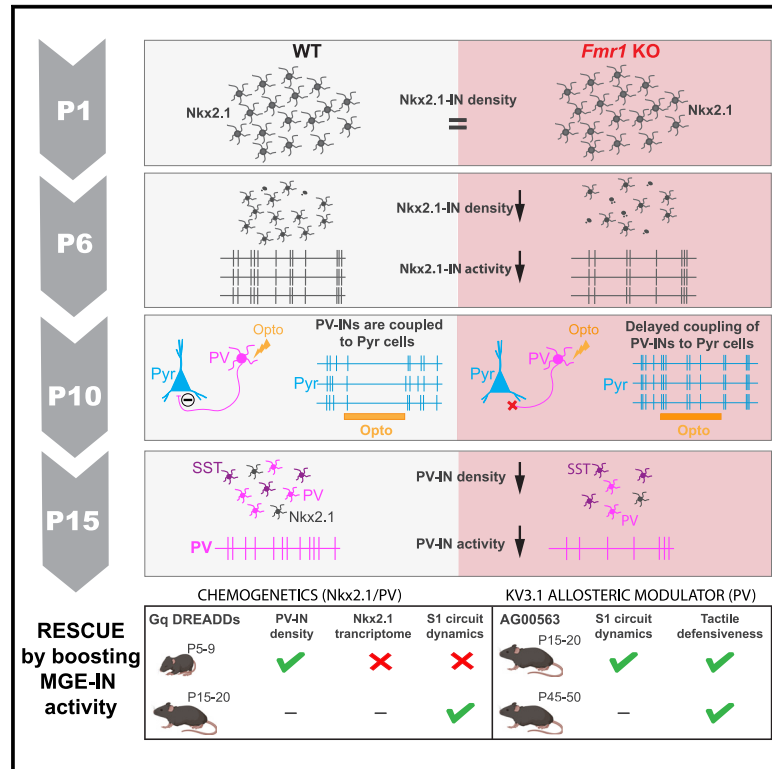 WT
Fmr1 KO
P1
Nkx2.1
Nkx2.1-IN density
=
Nkx2.1
P6
Nkx2.1-IN density
Nkx2.1-IN activity
P10
Opto
PV
Pyr
PV-INs are coupled
to Pyr cells
Pyr
Opto
Opto
PV
Pyr
Delayed coupling of
PV-INs to Pyr cells
Pyr
Opto
P15
SST
PV
Nkx2.1
PV
PV-IN density
PV-IN activity
SST
PV
RESCUE
by boosting
MGE-IN
activity
CHEMOGENETICS (Nkx2.1/PV)
Gq DREADDs
PV-IN
density
Nkx2.1
trancriptome
S1 circuit
dynamics
P5-9
P15-20
–
–
KV3.1 ALLOSTERIC MODULATOR (PV)
AG00563
S1 circuit
dynamics
Tactile
defensiveness
P15-20
P45-50
–